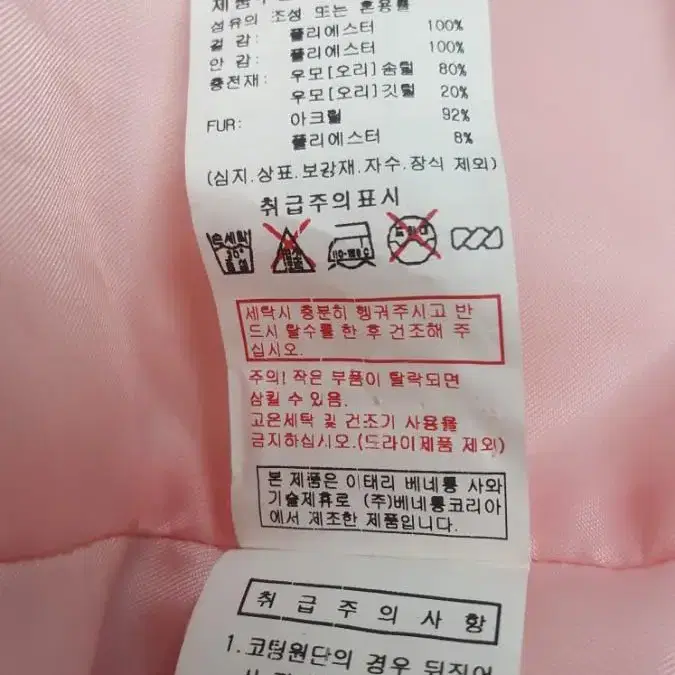 섬유의 조성 또는 혼용률
겉 감: 폴리에스터 100%
안 감: 폴리에스터 100%
충전재: 우모[오리]솜털 80%
우모[오리]깃털 20%
FUR: 아크릴 92%
폴리에스터 8%
(심지.상표.보강재.자수.장식 제외)
취급주의표시
손세탁
30°
중성
세탁시 충분히 헹궈주시고 반
드시 탈수를 한 후 건조해 주
십시오.
주의! 작은 부품이 탈락되면
삼킬 수 있음.
고온세탁 및 건조기 사용을
금지하십시오.(드라이제품 제외)
본 제품은 이태리 베네통 사와
기술제휴로 (주)베네통코리아
에서 제조한 제품입니다.
취 급 주 의 사 항
1. 코팅원단의 경우 뒤집어